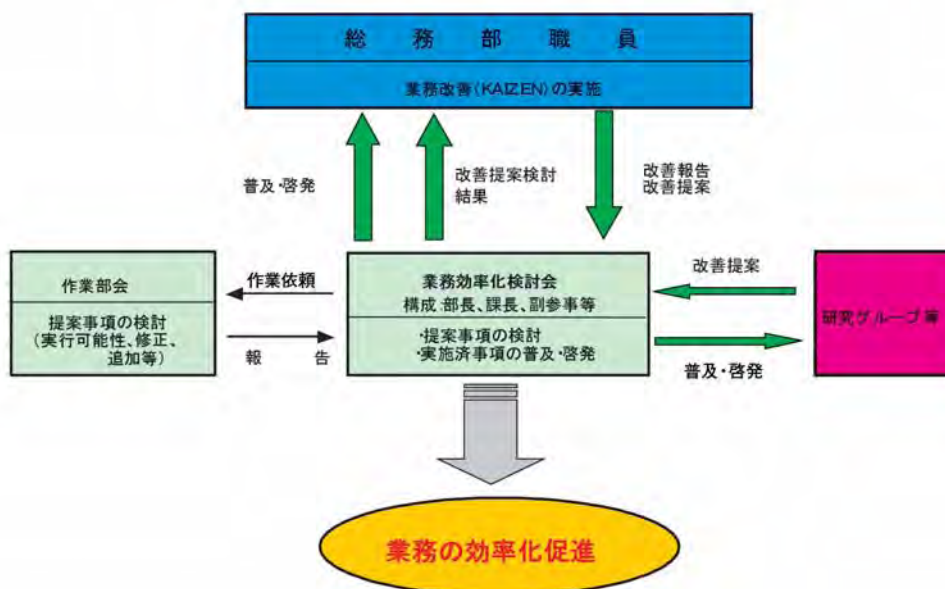 総務部職員
業務改善(KAIZEN)の実施
普及・啓発
改善提案検討
結果
改善報告
改善提案
作業部会
提案事項の検討
(実行可能性、修正、
追加等)
作業依頼
報告
業務効率化検討会
構成:部長、課長、副参事等
・提案事項の検討
・実施済事項の普及・啓発
改善提案
普及・啓発
研究グループ等
業務の効率化促進